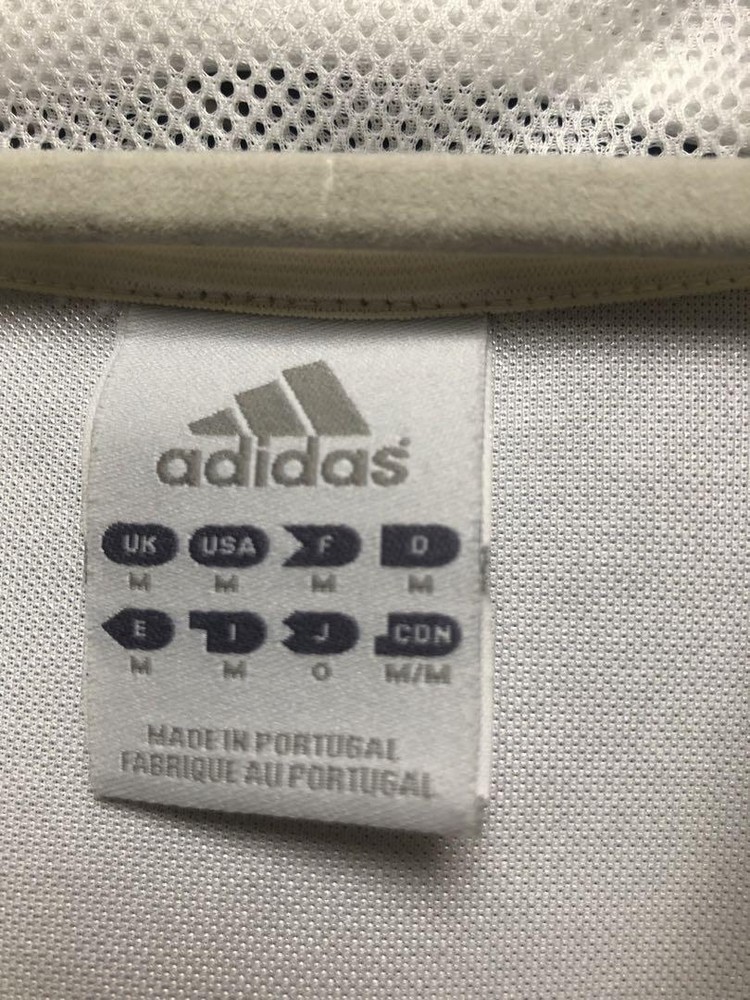 adidas
UK USA F D
M M M M
E I J CDN
M M O M/M
MADE IN PORTUGAL
FABRIQUE AU PORTUGAL